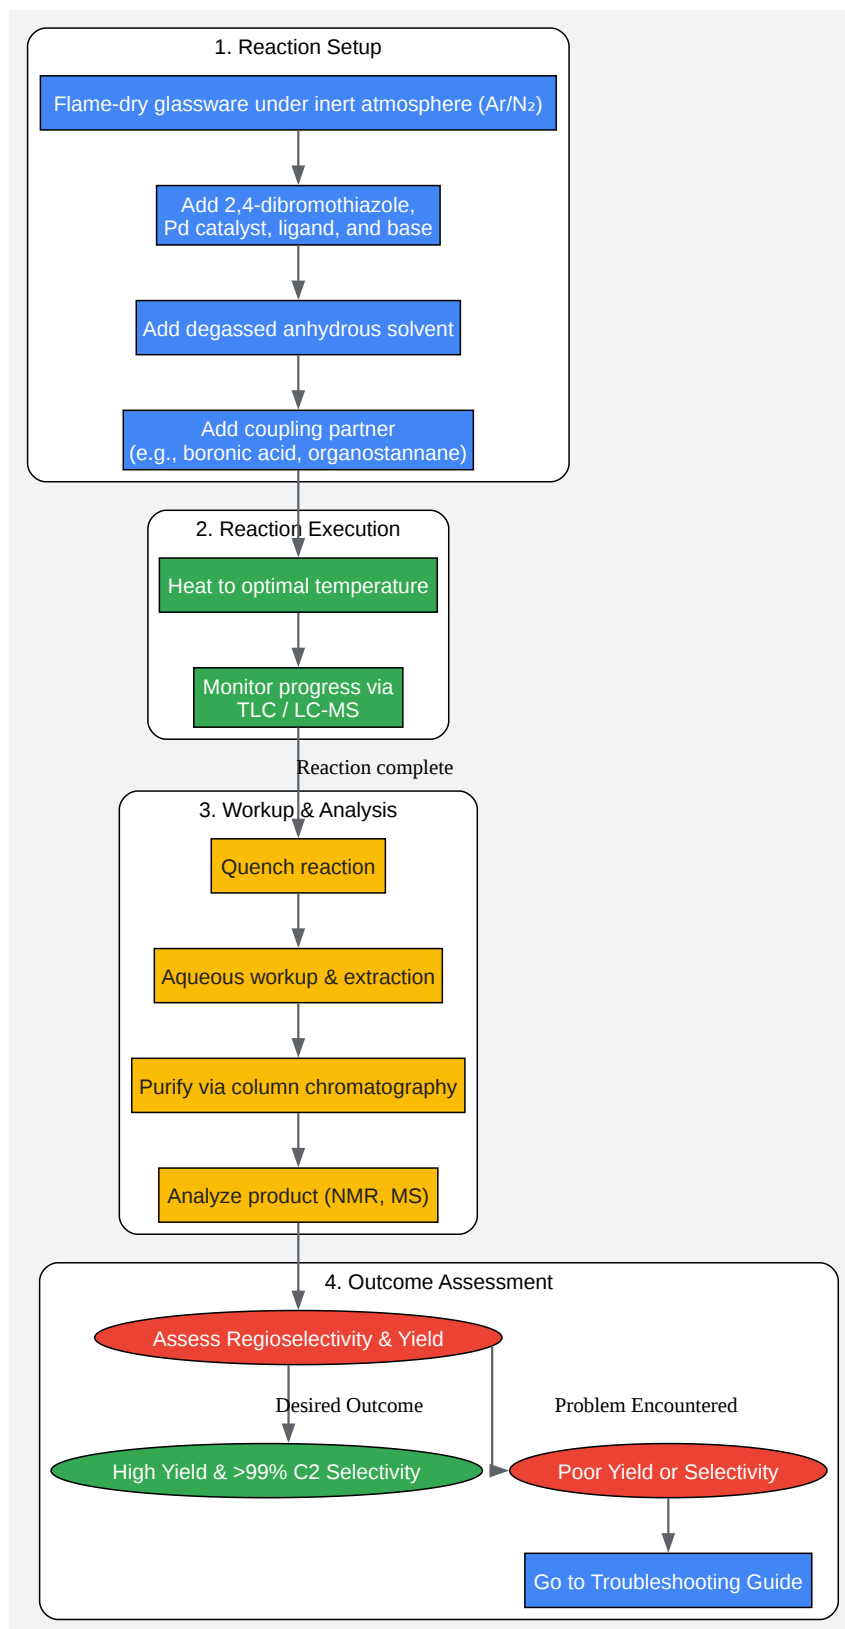 1. Reaction Setup
Flame-dry glassware under inert atmosphere (Ar/N₂)
Add 2,4-dibromothiazole,
Pd catalyst, ligand, and base
Add degassed anhydrous solvent
Add coupling partner
(e.g., boronic acid, organostannane)
2. Reaction Execution
Heat to optimal temperature
Monitor progress via
TLC / LC-MS
Reaction complete
3. Workup & Analysis
Quench reaction
Aqueous workup & extraction
Purify via column chromatography
Analyze product (NMR, MS)
4. Outcome Assessment
Assess Regioselectivity & Yield
Desired Outcome
Problem Encountered
High Yield & >99% C2 Selectivity
Poor Yield or Selectivity
Go to Troubleshooting Guide